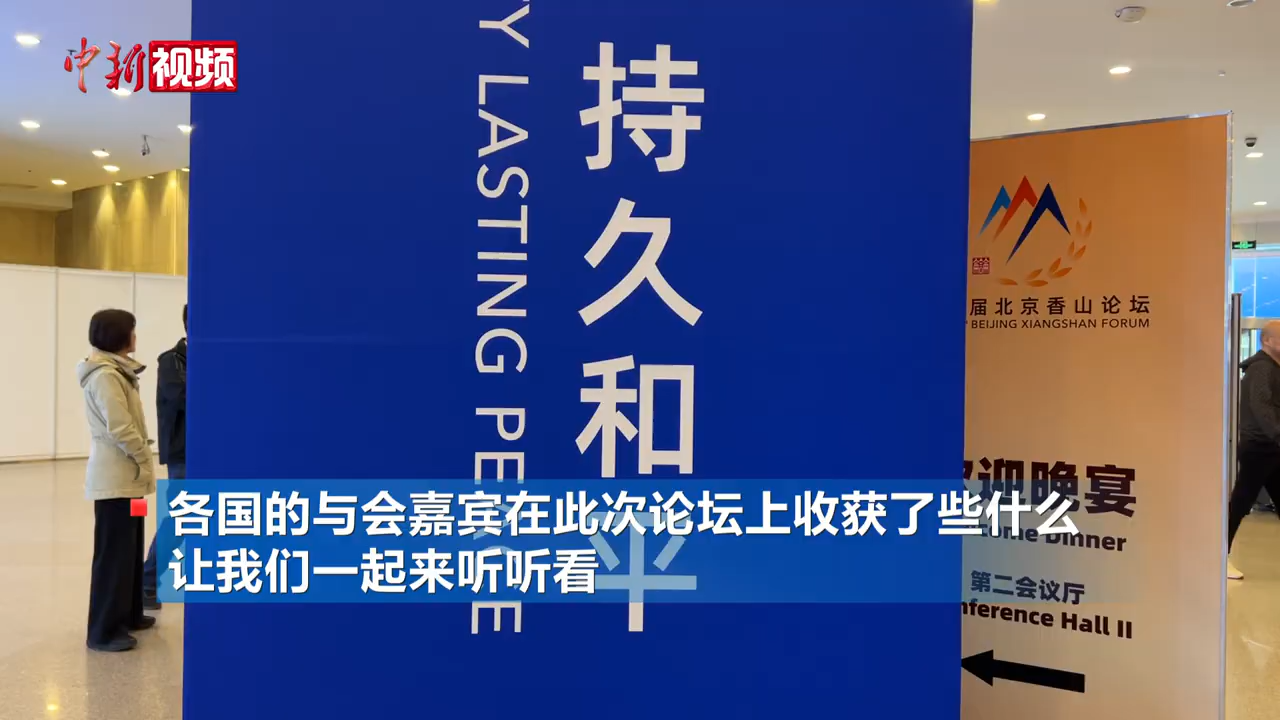 中新视频
Y LASTING PEACE
持久和平
届北京香山论坛
BEIJING XIANGSHAN FORUM
迎晚宴
come Dinner
第二会议厅
nference Hall II
各国的与会嘉宾在此次论坛上收获了些什么
让我们一起来听听看